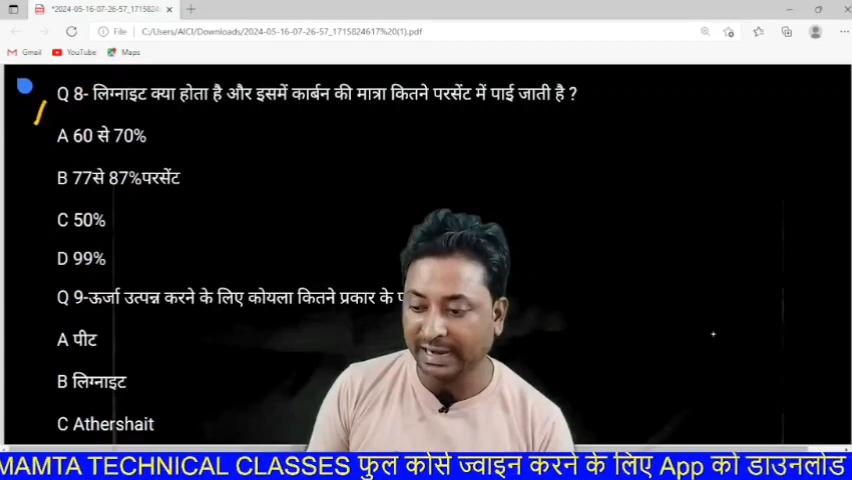 *2024-05-16-07-26-57_1715824
File
C:/Users/AICI/Downloads/2024-05-16-07-26-57_1715824617%20(1).pdf
Gmail YouTube Maps
Q 8- लिग्नाइट क्या होता है और इसमें कार्बन की मात्रा कितने परसेंट में पाई जाती है ?
A 60 से 70%
B 77से 87%परसेंट
C 50%
D 99%
Q 9-ऊर्जा उत्पन्न करने के लिए कोयला कितने प्रकार के
A पीट
B लिग्नाइट
C Athershait
MAMTA TECHNICAL CLASSES फुल कोर्स ज्वाइन करने के लिए App को डाउनलोड